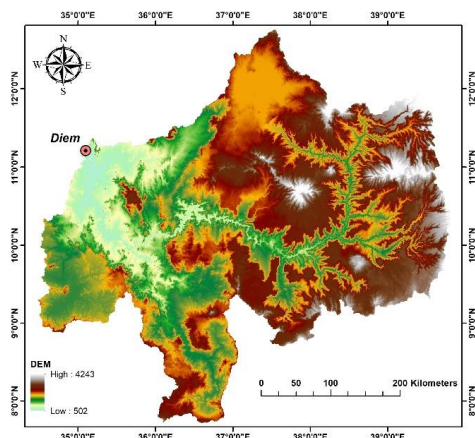 35°0'0"E 36°0'0"E 37°0'0"E 38°0'0"E 39°0'0"E
N
W E
S
Diem
12°0'0"N
11°0'0"N
10°0'0"N
9°0'0"N
8°0'0"N
12°0'0"N
11°0'0"N
10°0'0"N
9°0'0"N
8°0'0"N
DEM
High : 4243
Low : 502
0 50 100 200 Kilometers
35°0'0"E 36°0'0"E 37°0'0"E 38°0'0"E 39°0'0"E